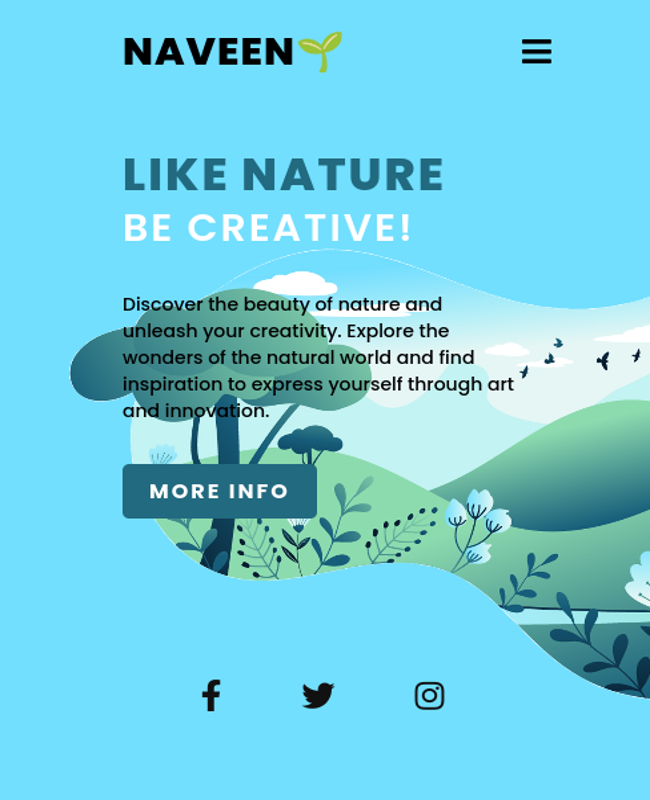 NAVEEN🌱
LIKE NATURE
BE CREATIVE!
Discover the beauty of nature and
unleash your creativity. Explore the
wonders of the natural world and find
inspiration to express yourself through art
and innovation.
MORE INFO